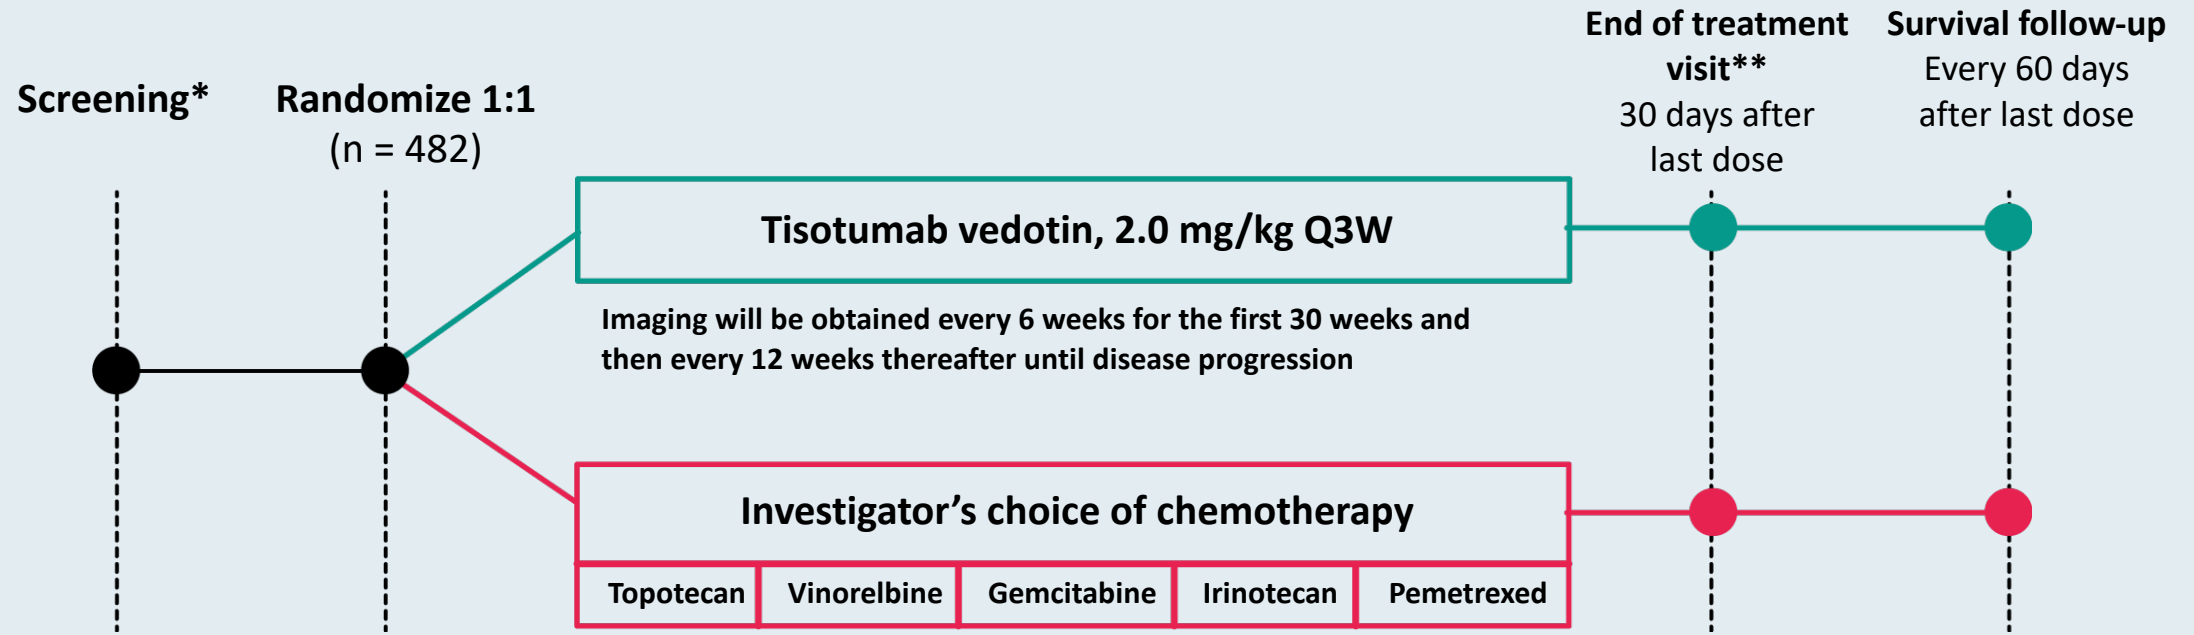 Screening*
Randomize 1:1
(n = 482)
End of treatment
visit**
30 days after
last dose
Survival follow-up
Every 60 days
after last dose
Tisotumab vedotin, 2.0 mg/kg Q3W
Imaging will be obtained every 6 weeks for the first 30 weeks and
then every 12 weeks thereafter until disease progression
Investigator’s choice of chemotherapy
Topotecan
Vinorelbine
Gemcitabine
Irinotecan
Pemetrexed